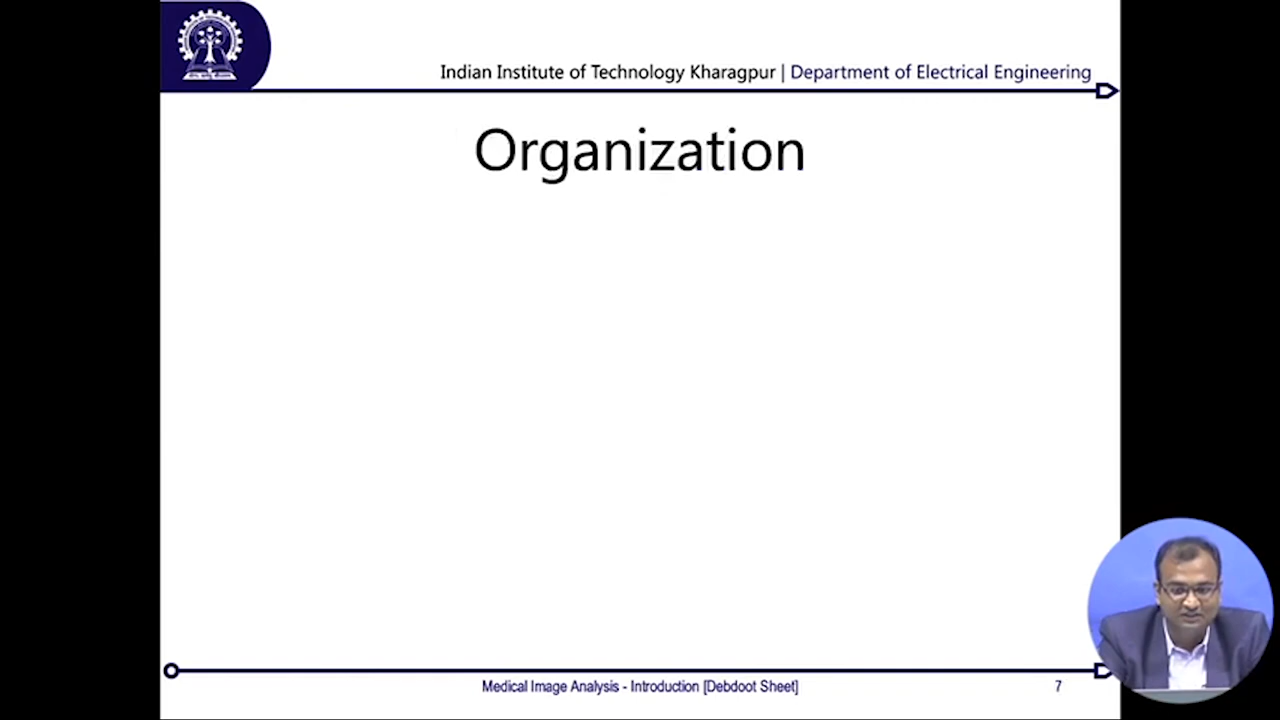 Indian Institute of Technology Kharagpur | Department of Electrical Engineering
Organization
Medical Image Analysis - Introduction [Debdoot Sheet]
7